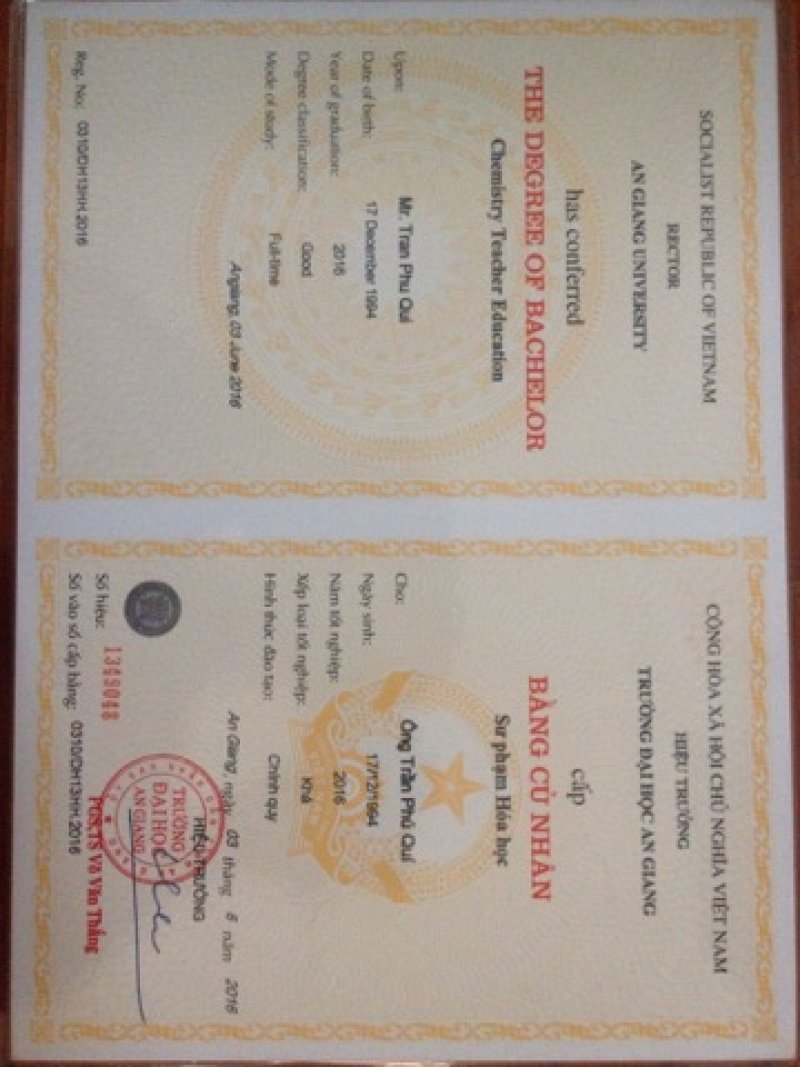 SOCIALIST REPUBLIC OF VIETNAM
RECTOR
AN GIANG UNIVERSITY
has conferred
THE DEGREE OF BACHELOR
Chemistry Teacher Education
Upon: Mr. Tran Phu Qui
Date of birth: 17 December 1994
Year of graduation: 2016
Degree classification: Good
Mode of study: Full-time
Angiang, 03 June 2016
Reg. No: 0310/DH13HH.2016
CỘNG HÒA XÃ HỘI CHỦ NGHĨA VIỆT NAM
HIỆU TRƯỞNG
TRƯỜNG ĐẠI HỌC AN GIANG
cấp
BẰNG CỬ NHÂN
Sư phạm Hóa học
Cho: Ông Trần Phú Quí
Ngày sinh: 17/12/1994
Năm tốt nghiệp: 2016
Xếp loại tốt nghiệp: Khá
Hình thức đào tạo: Chính quy
An Giang, ngày 03 tháng 6 năm 2016
HIỆU TRƯỞNG
TRƯỜNG
ĐẠI HỌC
AN GIANG
PGS.TS Võ Văn Thắng
Số hiệu: 1349048
Số vào sổ cấp bằng: 0310/DH13HH.2016